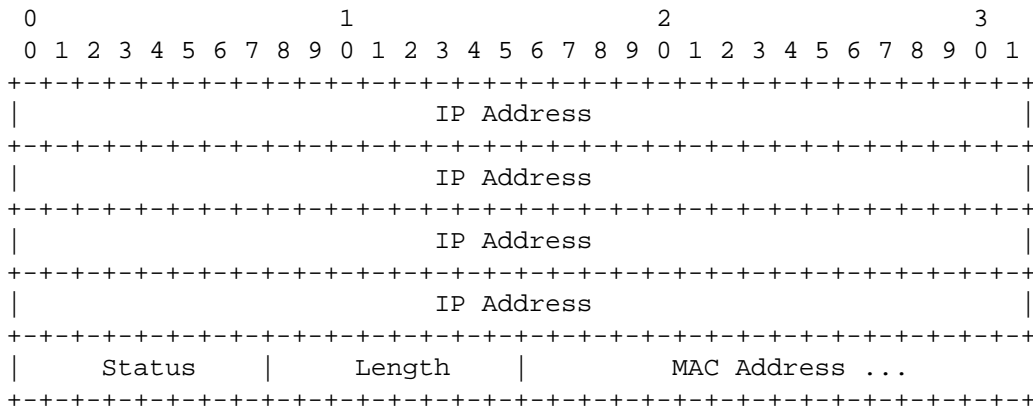 0                   1                   2                   3
 0 1 2 3 4 5 6 7 8 9 0 1 2 3 4 5 6 7 8 9 0 1 2 3 4 5 6 7 8 9 0 1
+-+-+-+-+-+-+-+-+-+-+-+-+-+-+-+-+-+-+-+-+-+-+-+-+-+-+-+-+-+-+-+-+
|                          IP Address                           |
+-+-+-+-+-+-+-+-+-+-+-+-+-+-+-+-+-+-+-+-+-+-+-+-+-+-+-+-+-+-+-+-+
|                          IP Address                           |
+-+-+-+-+-+-+-+-+-+-+-+-+-+-+-+-+-+-+-+-+-+-+-+-+-+-+-+-+-+-+-+-+
|                          IP Address                           |
+-+-+-+-+-+-+-+-+-+-+-+-+-+-+-+-+-+-+-+-+-+-+-+-+-+-+-+-+-+-+-+-+
|                          IP Address                           |
+-+-+-+-+-+-+-+-+-+-+-+-+-+-+-+-+-+-+-+-+-+-+-+-+-+-+-+-+-+-+-+-+
|     Status    |     Length    |         MAC Address ...
+-+-+-+-+-+-+-+-+-+-+-+-+-+-+-+-+-+-+-+-+-+-+-+-+-+-+-+-+-+-+-+-+